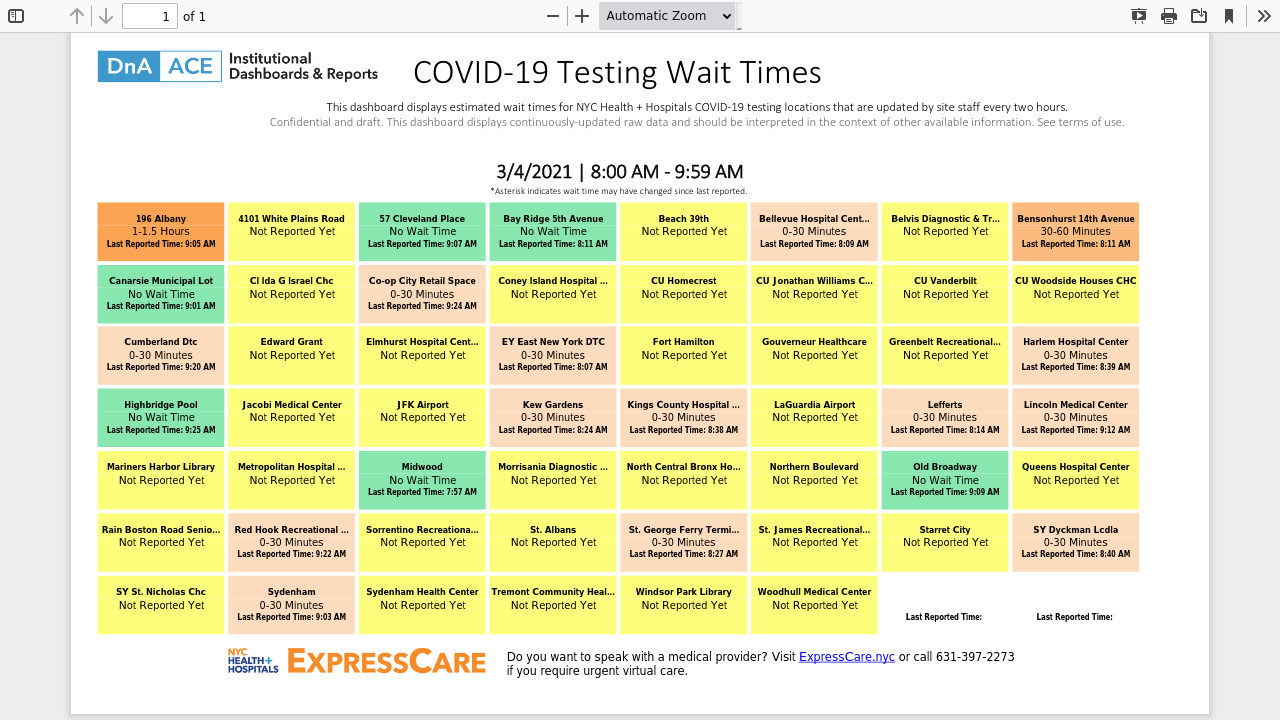 1 of 1 Automatic Zoom
DnA ACE Institutional Dashboards & Reports
COVID-19 Testing Wait Times
This dashboard displays estimated wait times for NYC Health + Hospitals COVID-19 testing locations that are updated by site staff every two hours.
Confidential and draft. This dashboard displays continuously-updated raw data and should be interpreted in the context of other available information. See terms of use.
3/4/2021 | 8:00 AM - 9:59 AM
*Asterisk indicates wait time may have changed since last reported.
196 Albany
1-1.5 Hours
Last Reported Time: 9:05 AM
4101 White Plains Road
Not Reported Yet
57 Cleveland Place
No Wait Time
Last Reported Time: 9:07 AM
Bay Ridge 5th Avenue
No Wait Time
Last Reported Time: 8:11 AM
Beach 39th
Not Reported Yet
Bellevue Hospital Cent...
0-30 Minutes
Last Reported Time: 8:09 AM
Belvis Diagnostic & Tr...
Not Reported Yet
Bensonhurst 14th Avenue
30-60 Minutes
Last Reported Time: 8:11 AM
Canarsie Municipal Lot
No Wait Time
Last Reported Time: 9:01 AM
Cl Ida G Israel Chc
Not Reported Yet
Co-op City Retail Space
0-30 Minutes
Last Reported Time: 9:24 AM
Coney Island Hospital ...
Not Reported Yet
CU Homecrest
Not Reported Yet
CU Jonathan Williams C...
Not Reported Yet
CU Vanderbilt
Not Reported Yet
CU Woodside Houses CHC
Not Reported Yet
Cumberland Dtc
0-30 Minutes
Last Reported Time: 9:20 AM
Edward Grant
Not Reported Yet
Elmhurst Hospital Cent...
Not Reported Yet
EY East New York DTC
0-30 Minutes
Last Reported Time: 8:07 AM
Fort Hamilton
Not Reported Yet
Gouverneur Healthcare
Not Reported Yet
Greenbelt Recreational...
Not Reported Yet
Harlem Hospital Center
0-30 Minutes
Last Reported Time: 8:39 AM
Highbridge Pool
No Wait Time
Last Reported Time: 9:25 AM
Jacobi Medical Center
Not Reported Yet
JFK Airport
Not Reported Yet
Kew Gardens
0-30 Minutes
Last Reported Time: 8:24 AM
Kings County Hospital ...
0-30 Minutes
Last Reported Time: 8:38 AM
LaGuardia Airport
Not Reported Yet
Lefferts
0-30 Minutes
Last Reported Time: 8:14 AM
Lincoln Medical Center
0-30 Minutes
Last Reported Time: 9:12 AM
Mariners Harbor Library
Not Reported Yet
Metropolitan Hospital ...
Not Reported Yet
Midwood
No Wait Time
Last Reported Time: 7:57 AM
Morrisania Diagnostic ...
Not Reported Yet
North Central Bronx Ho...
Not Reported Yet
Northern Boulevard
Not Reported Yet
Old Broadway
No Wait Time
Last Reported Time: 9:09 AM
Queens Hospital Center
Not Reported Yet
Rain Boston Road Senio...
Not Reported Yet
Red Hook Recreational ...
0-30 Minutes
Last Reported Time: 9:22 AM
Sorrentino Recreationa...
Not Reported Yet
St. Albans
Not Reported Yet
St. George Ferry Termi...
0-30 Minutes
Last Reported Time: 8:27 AM
St. James Recreational...
Not Reported Yet
Starret City
Not Reported Yet
SY Dyckman Lcdla
0-30 Minutes
Last Reported Time: 8:40 AM
SY St. Nicholas Chc
Not Reported Yet
Sydenham
0-30 Minutes
Last Reported Time: 9:03 AM
Sydenham Health Center
Not Reported Yet
Tremont Community Heal...
Not Reported Yet
Windsor Park Library
Not Reported Yet
Woodhull Medical Center
Not Reported Yet
Last Reported Time:
Last Reported Time:
NYC HEALTH+ HOSPITALS
EXPRESSCARE
Do you want to speak with a medical provider? Visit ExpressCare.nyc or call 631-397-2273
if you require urgent virtual care.